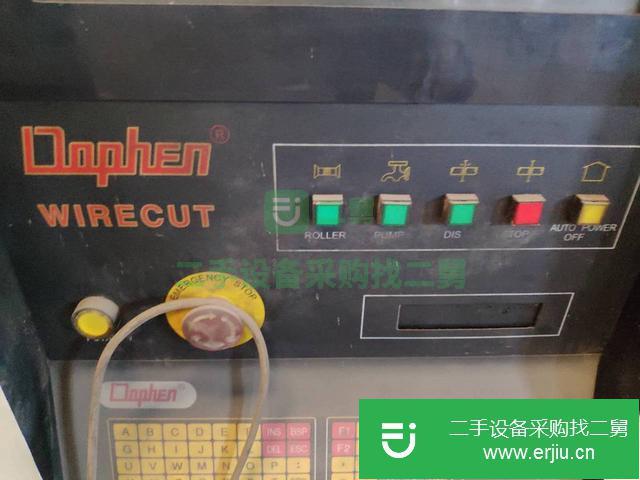 Daphen®
WIRECUT
ROLLER PUMP DIS STOP AUTO POWER OFF
二手设备采购找二舅
EMERGENCY STOP
Daphen®
A B C D E INS BSP F1
G H I J K DEL ESC F2
U V W M N O P
二手设备采购找二舅
www.erjiu.cn